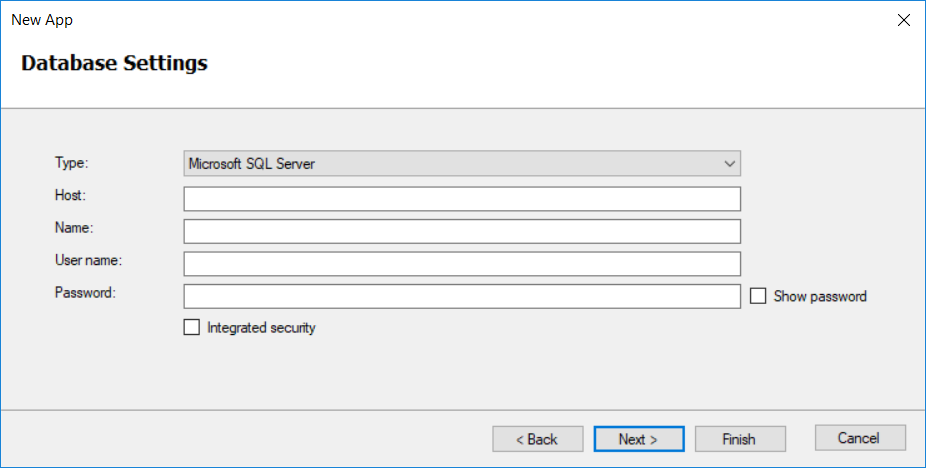 New App
Database Settings
Type:
Microsoft SQL Server
Host:
Name:
User name:
Password:
Show password
Integrated security
< Back
Next >
Finish
Cancel